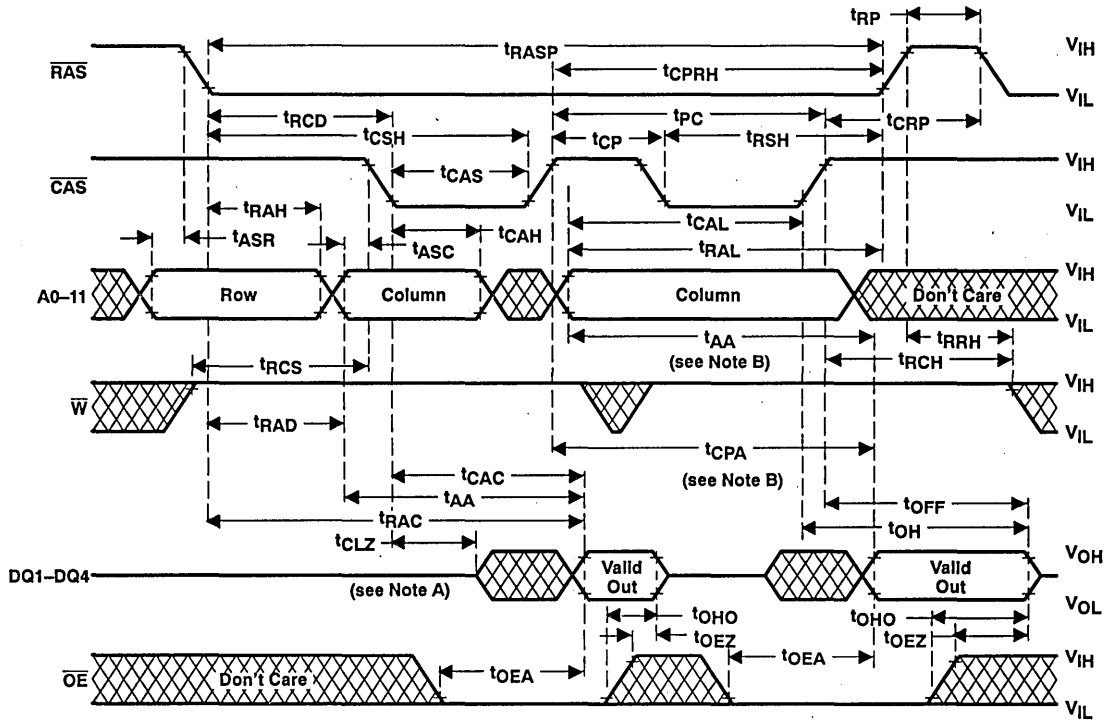 tRP
tRASP
VIH
RAS
tCPRH
VIL
tRCD
tPC
tCRP
tCSH
tCP
tRSH
VIH
CAS
tCAS
VIL
tRAH
tCAL
tASR
tASC
tCAH
tRAL
VIH
A0–11
Row
Column
Column
Don't Care
VIL
tAA
tRRH
(see Note B)
tRCH
tRCS
VIH
W
tRAD
VIL
tCPA
tCAC
(see Note B)
tAA
tOFF
tRAC
tOH
tCLZ
VOH
DQ1–DQ4
(see Note A)
Valid
Out
Valid
Out
VOL
tOHO
tOHO
tOEZ
tOEZ
VIH
OE
Don't Care
tOEA
tOEA
VIL